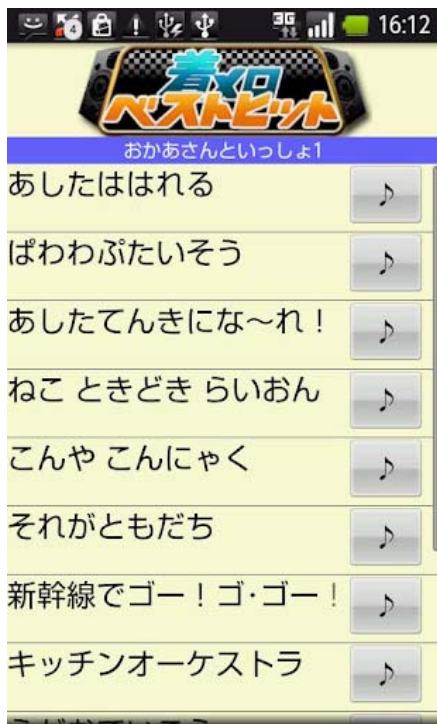 3G 16:12
4
着メロ
ベストヒット
おかあさんといっしょ1
あしたははれる
ぱわわぷたいそう
あしたてんきにな〜れ！
ねこ ときどき らいおん
こんや こんにゃく
それがともだち
新幹線でゴー！ゴ・ゴー！
キッチンオーケストラ